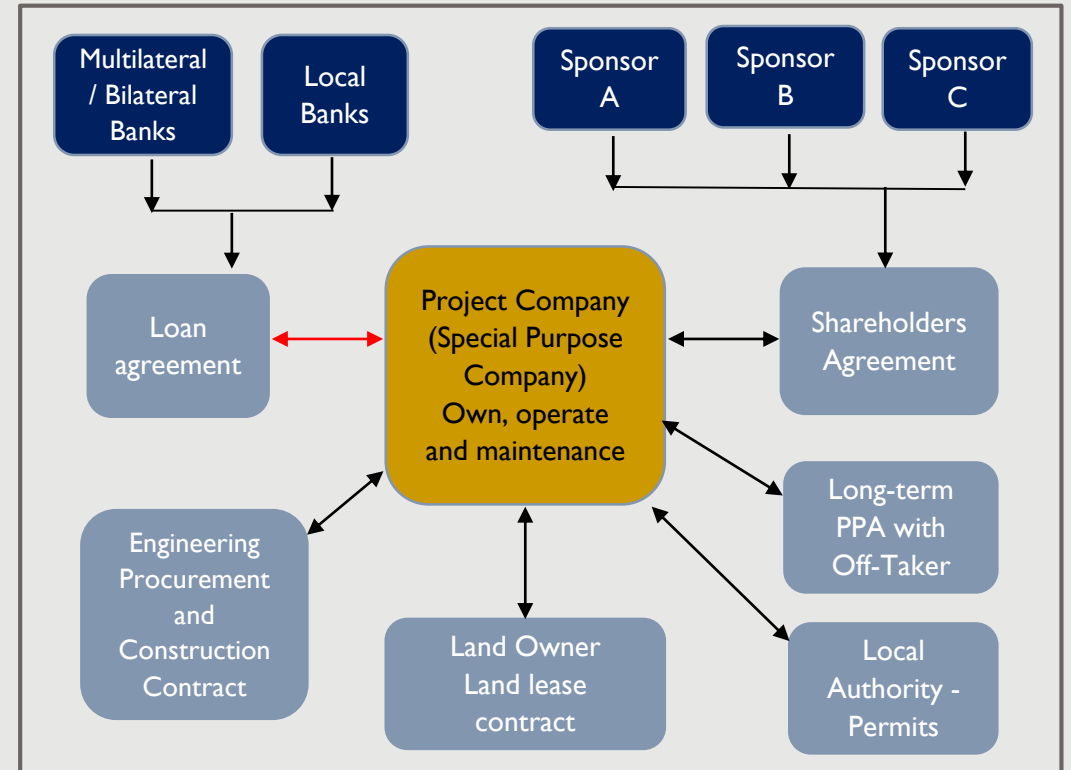 Multilateral
/ Bilateral
Banks
Local
Banks
Sponsor
A
Sponsor
B
Sponsor
C
Loan
agreement
Project Company
(Special Purpose
Company)
Own, operate
and maintenance
Shareholders
Agreement
Engineering
Procurement
and
Construction
Contract
Land Owner
Land lease
contract
Long-term
PPA with
Off-Taker
Local
Authority -
Permits